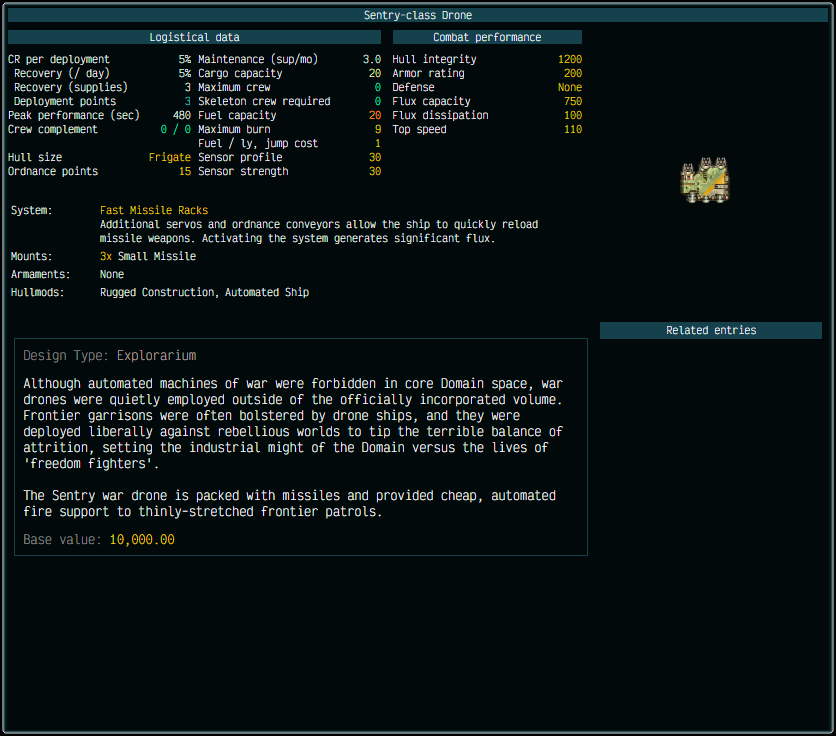 Sentry-class Drone
Logistical data
CR per deployment 5% Maintenance (sup/mo) 3.0
Recovery (/ day) 5% Cargo capacity 20
Recovery (supplies) 3 Maximum crew 0
Deployment points 3 Skeleton crew required 0
Peak performance (sec) 480 Fuel capacity 20
Crew complement 0 / 0 Maximum burn 9
Fuel / ly, jump cost 1
Hull size Frigate Sensor profile 30
Ordnance points 15 Sensor strength 30
Combat performance
Hull integrity 1200
Armor rating 200
Defense None
Flux capacity 750
Flux dissipation 100
Top speed 110
System: Fast Missile Racks
Additional servos and ordnance conveyors allow the ship to quickly reload
missile weapons. Activating the system generates significant flux.
Mounts: 3x Small Missile
Armaments: None
Hullmods: Rugged Construction, Automated Ship
Related entries
Design Type: Explorarium
Although automated machines of war were forbidden in core Domain space, war
drones were quietly employed outside of the officially incorporated volume.
Frontier garrisons were often bolstered by drone ships, and they were
deployed liberally against rebellious worlds to tip the terrible balance of
attrition, setting the industrial might of the Domain versus the lives of
'freedom fighters'.
The Sentry war drone is packed with missiles and provided cheap, automated
fire support to thinly-stretched frontier patrols.
Base value: 10,000.00